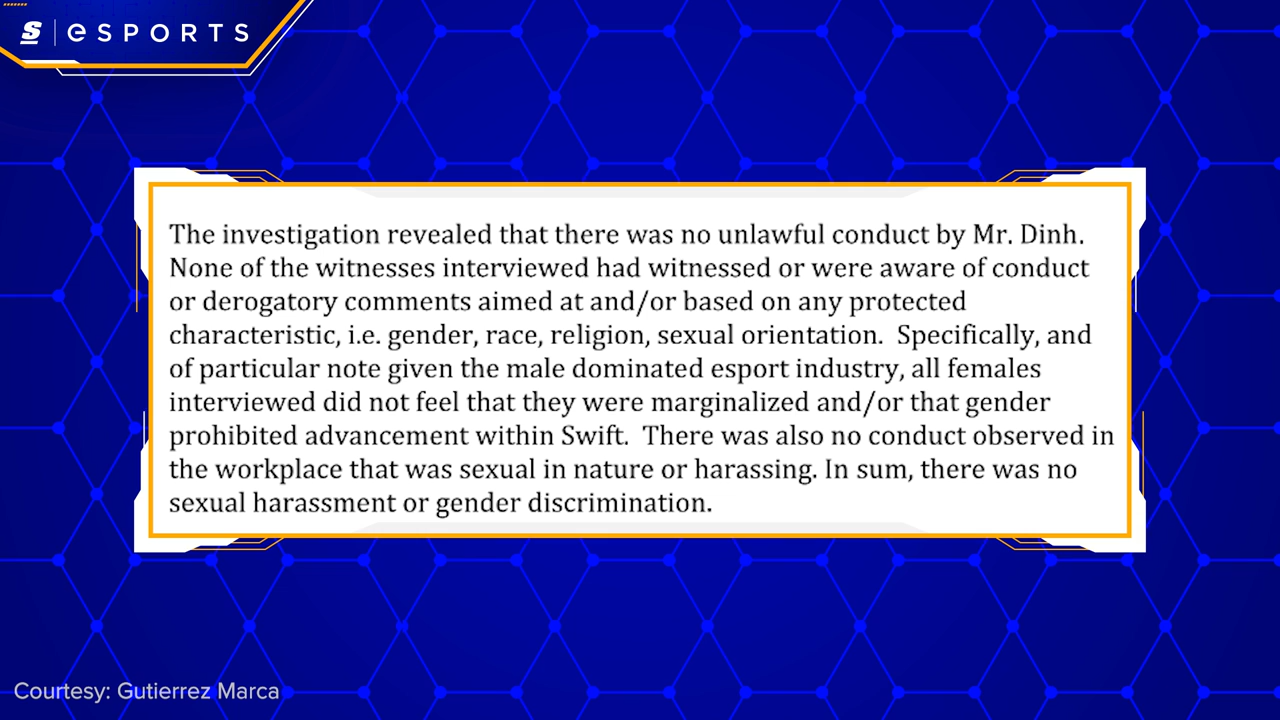 S | eSPORTS
The investigation revealed that there was no unlawful conduct by Mr. Dinh.
None of the witnesses interviewed had witnessed or were aware of conduct
or derogatory comments aimed at and/or based on any protected
characteristic, i.e. gender, race, religion, sexual orientation.  Specifically, and
of particular note given the male dominated esport industry, all females
interviewed did not feel that they were marginalized and/or that gender
prohibited advancement within Swift.  There was also no conduct observed in
the workplace that was sexual in nature or harassing. In sum, there was no
sexual harassment or gender discrimination.
Courtesy: Gutierrez Marca